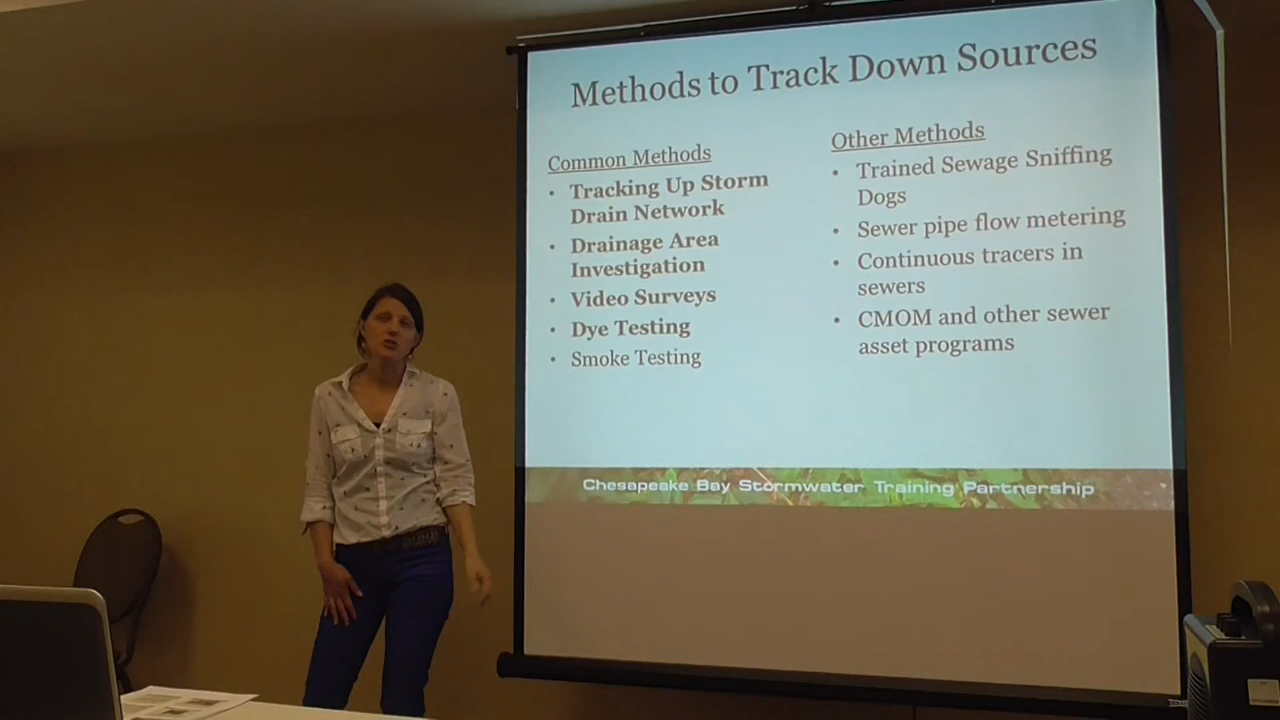 Methods to Track Down Sources
Common Methods
• Tracking Up Storm
Drain Network
• Drainage Area
Investigation
• Video Surveys
• Dye Testing
• Smoke Testing
Other Methods
• Trained Sewage Sniffing
Dogs
• Sewer pipe flow metering
• Continuous tracers in
sewers
• CMOM and other sewer
asset programs
Chesapeake Bay Stormwater Training Partnership